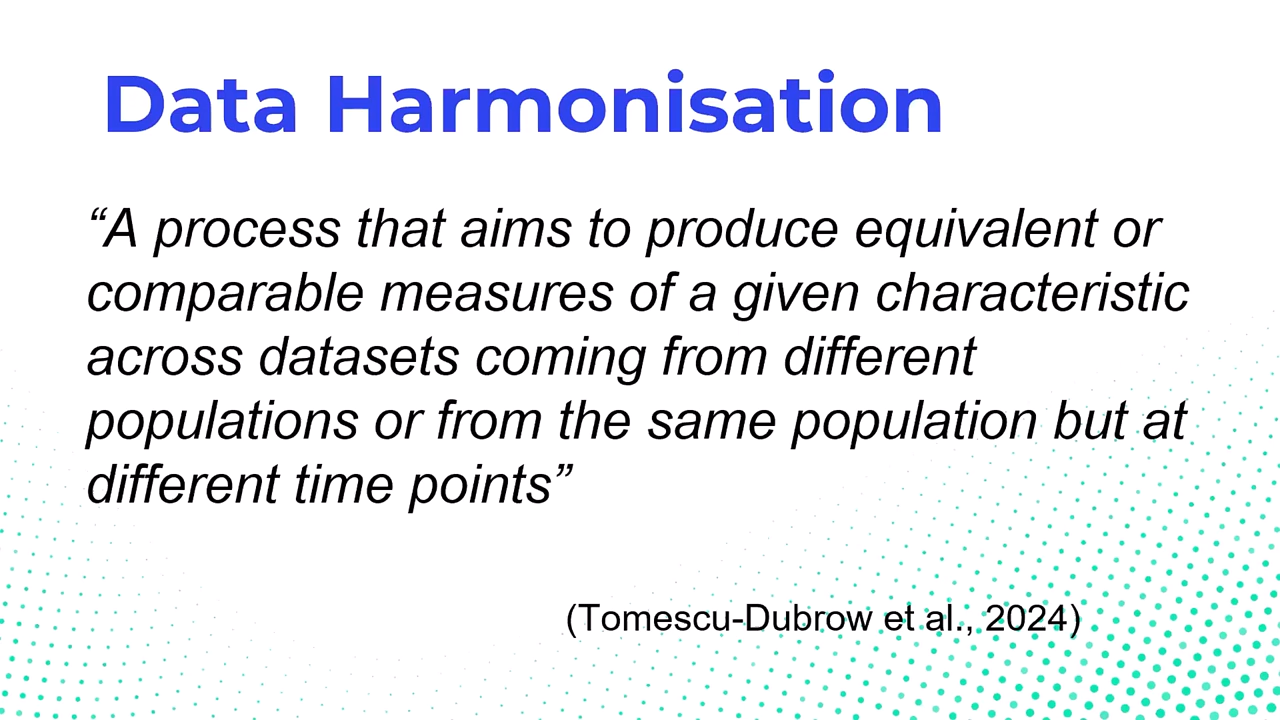 Data Harmonisation
“A process that aims to produce equivalent or
comparable measures of a given characteristic
across datasets coming from different
populations or from the same population but at
different time points”
(Tomescu-Dubrow et al., 2024)